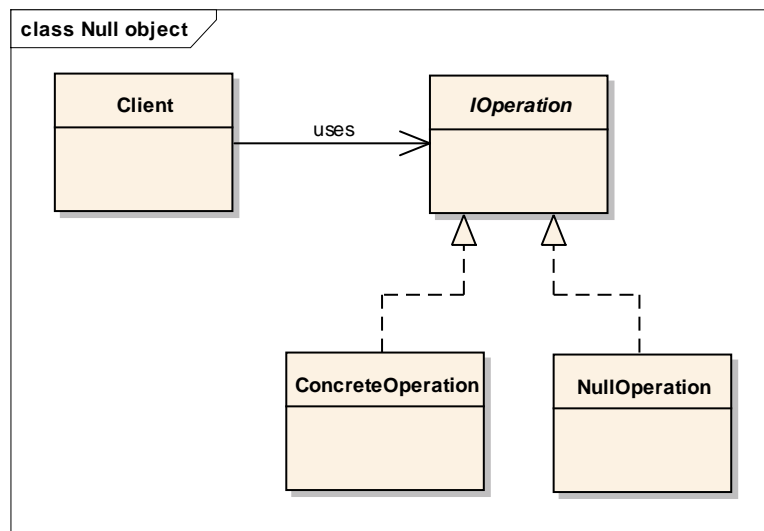 class Null object
Client
IOperation
uses
ConcreteOperation
NullOperation